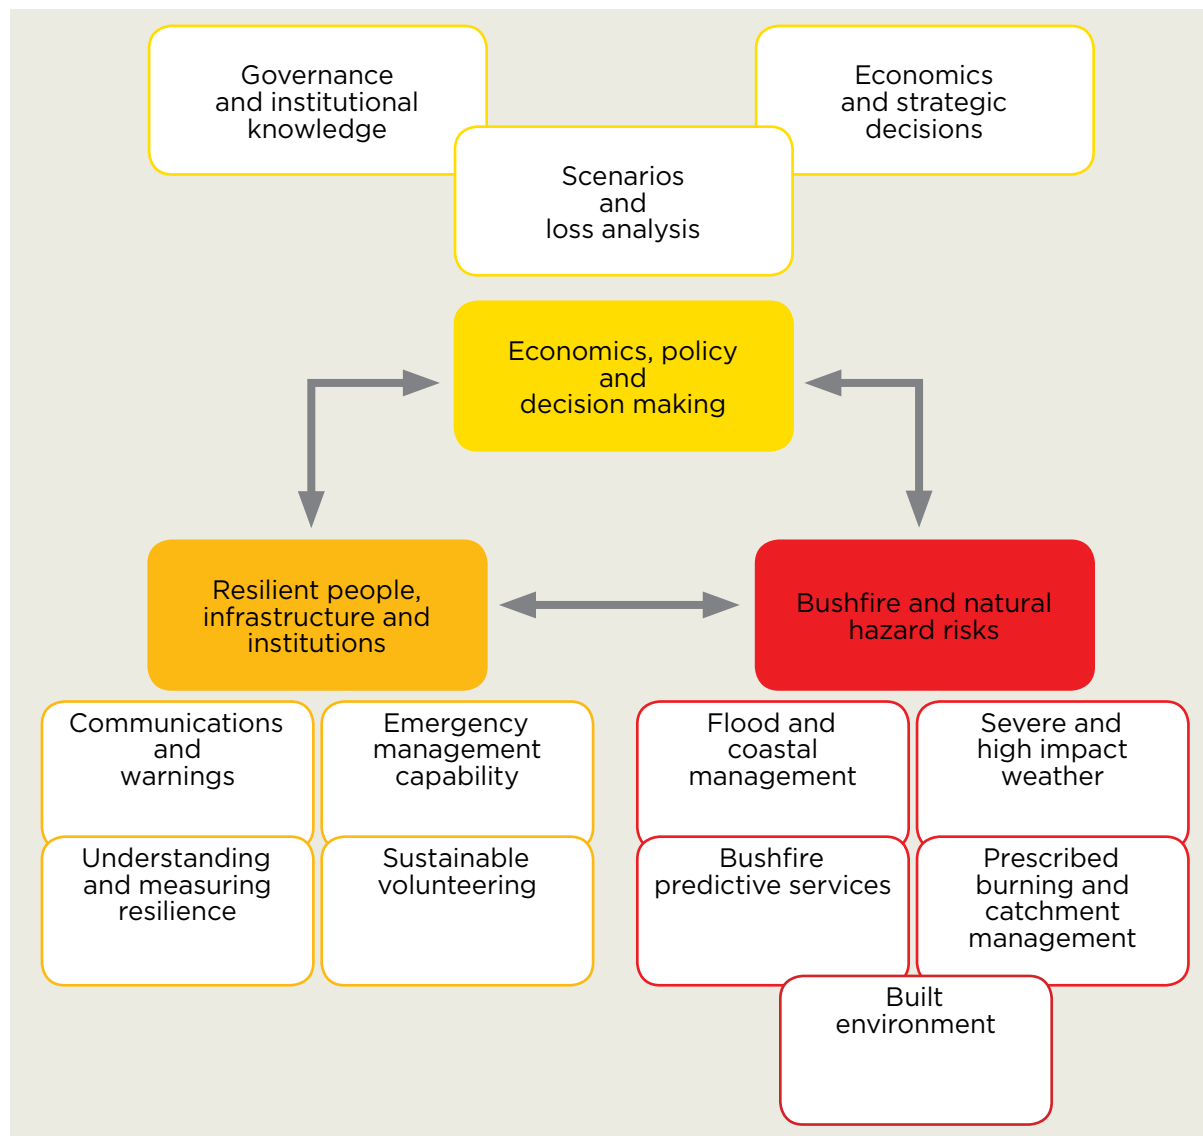 Governance
and institutional
knowledge
Economics
and strategic
decisions
Scenarios
and
loss analysis
Economics, policy
and
decision making
Resilient people,
infrastructure and
institutions
Bushfire and natural
hazard risks
Communications
and
warnings
Emergency
management
capability
Flood and
coastal
management
Severe and
high impact
weather
Understanding
and measuring
resilience
Sustainable
volunteering
Bushfire
predictive services
Prescribed
burning and
catchment
management
Built
environment